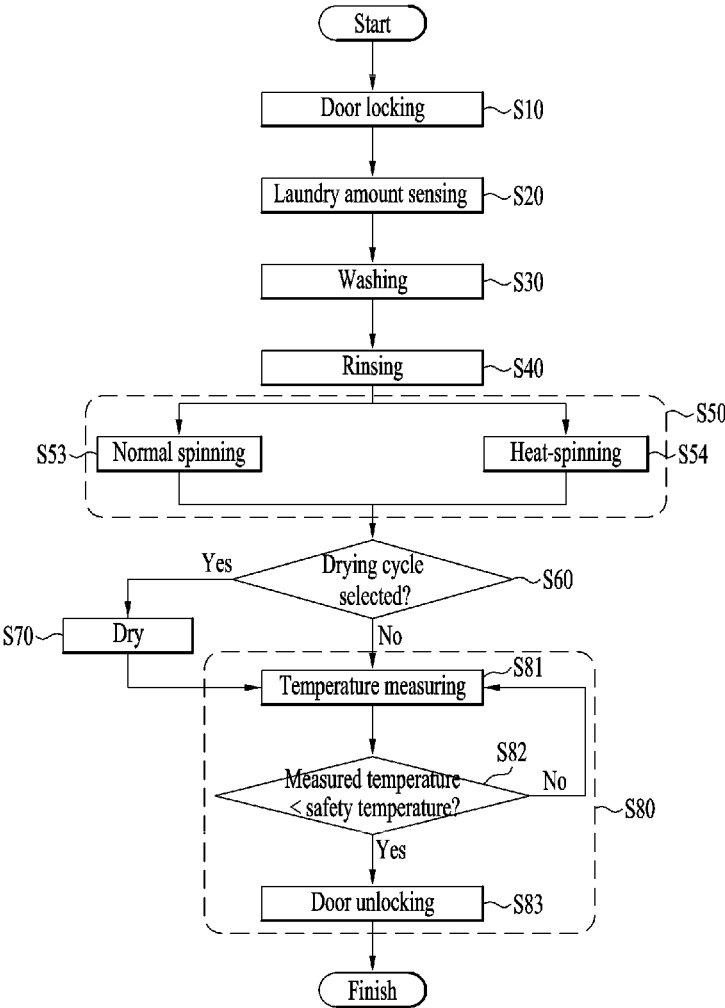 Start
Door locking
S10
Laundry amount sensing
S20
Washing
S30
Rinsing
S40
S50
S53
Normal spinning
Heat-spinning
S54
Yes
Drying cycle
selected?
S60
S70
Dry
No
S81
Temperature measuring
S82
Measured temperature
< safety temperature?
No
S80
Yes
Door unlocking
S83
Finish